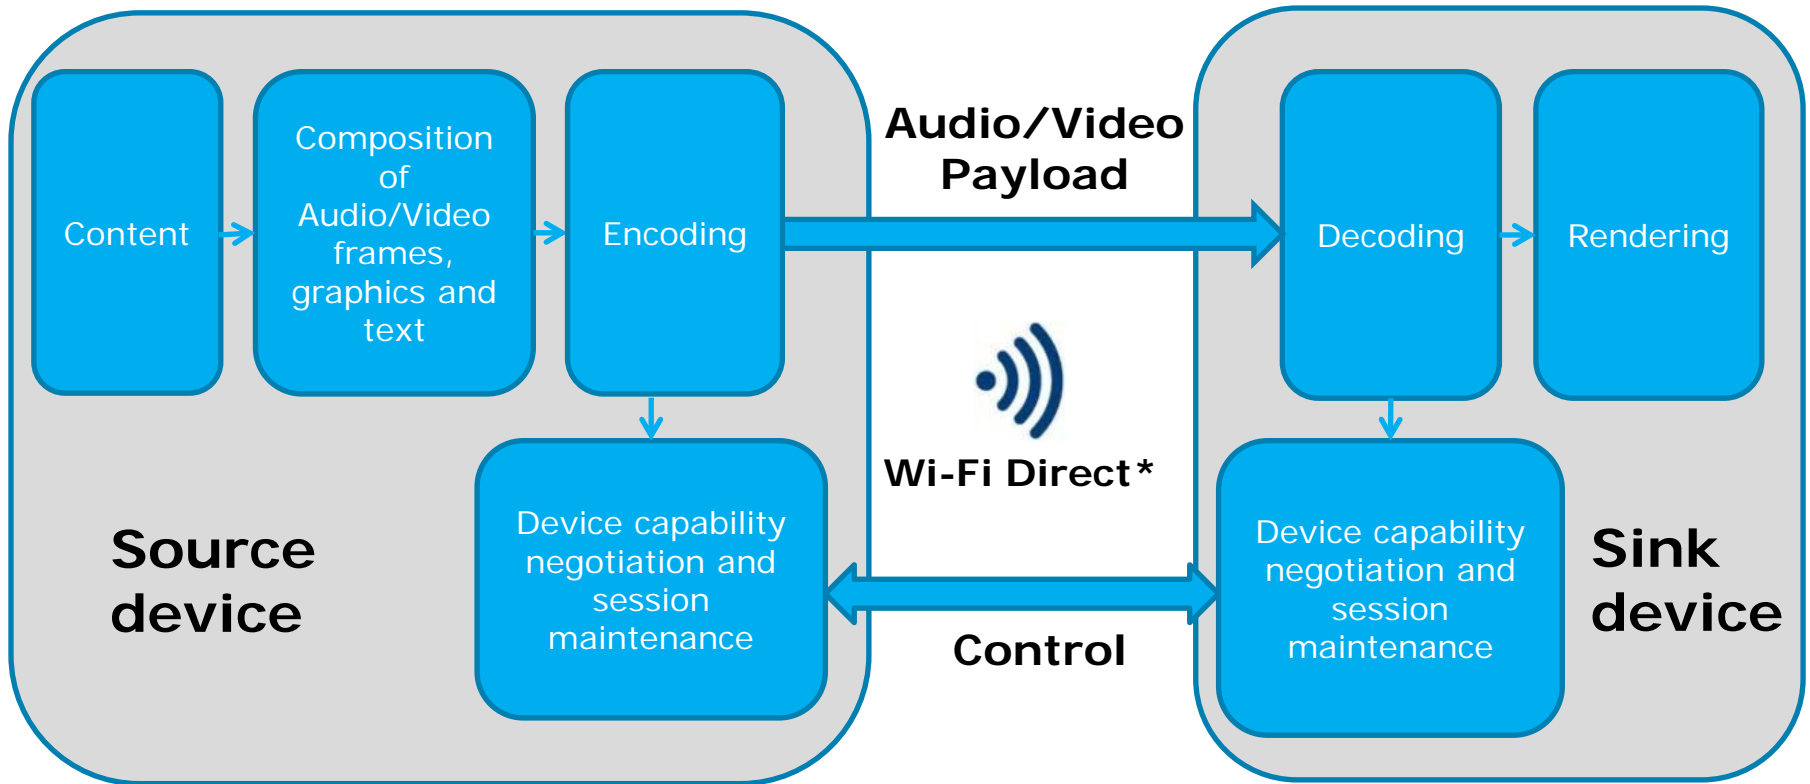 Content
Composition
of
Audio/Video
frames,
graphics and
text
Encoding
Audio/Video
Payload
Decoding
Rendering
Wi-Fi Direct*
Source
device
Device capability
negotiation and
session
maintenance
Control
Device capability
negotiation and
session
maintenance
Sink
device